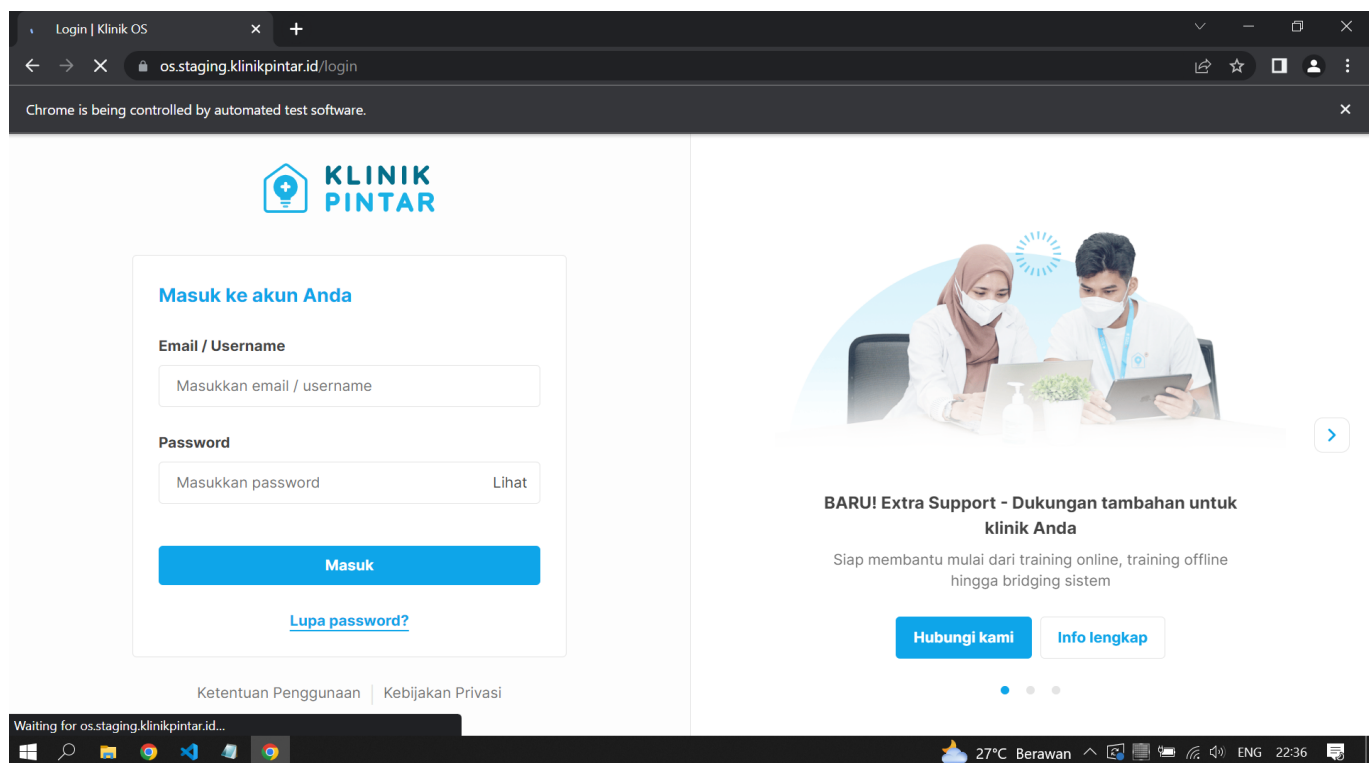 Login | Klinik OS
os.staging.klinikpintar.id/login
Chrome is being controlled by automated test software.
KLINIK
PINTAR
Masuk ke akun Anda
Email / Username
Masukkan email / username
Password
Masukkan password
Lihat
Masuk
Lupa password?
Ketentuan Penggunaan
Kebijakan Privasi
BARU! Extra Support - Dukungan tambahan untuk
klinik Anda
Siap membantu mulai dari training online, training offline
hingga bridging sistem
Hubungi kami
Info lengkap
Waiting for os.staging.klinikpintar.id...
27°C Berawan
ENG
22:36